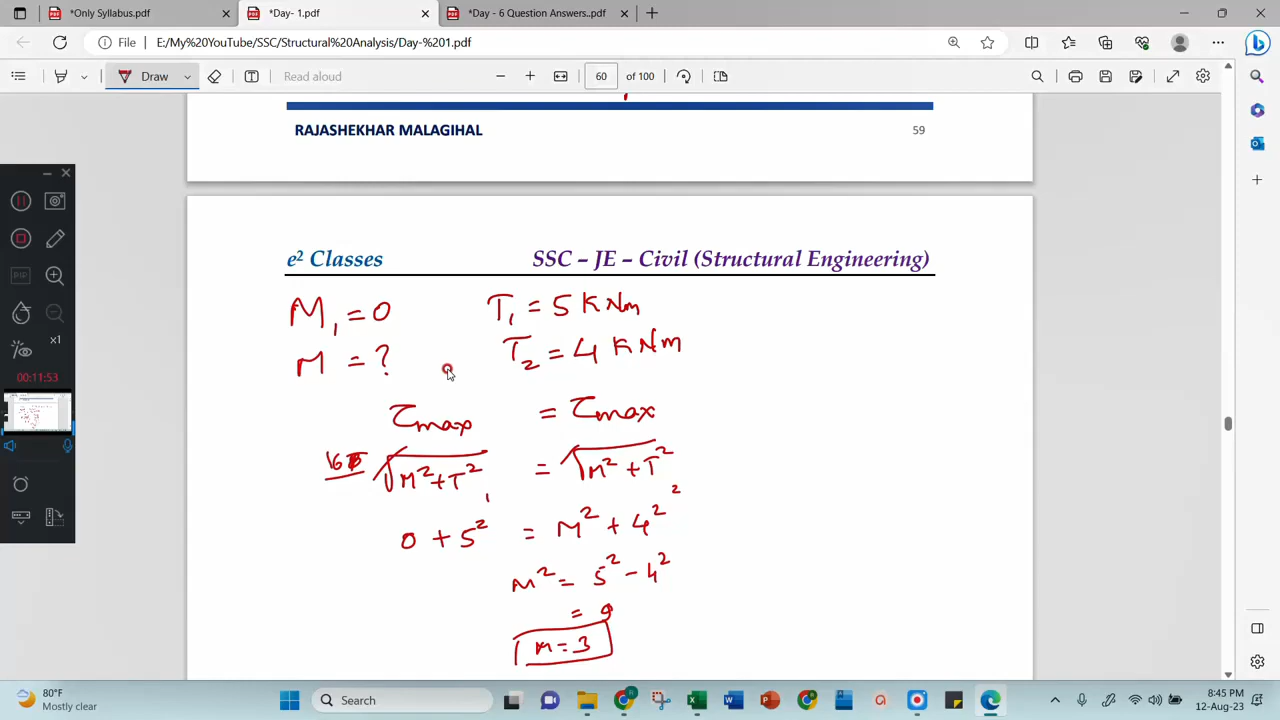 *Only Syllabus.pdf
*Day- 1.pdf
*Day - 6 Question Answers..pdf
File E:/My%20YouTube/SSC/Structural%20Analysis/Day-%201.pdf
Draw
Read aloud
60 of 100
RAJASHEKHAR MALAGIHAL 59
e² Classes SSC – JE – Civil (Structural Engineering)
M₁ = 0 T₁ = 5 KNm
M = ? T₂ = 4 KNm
τmax = τmax
√M²+T² = √M²+T²
1 2
0 + 5² = M² + 4²
M² = 5² - 4²
= 9
M = 3
PIP
x1
00:11:53
80°F
Mostly clear
Search
8:45 PM
12-Aug-23